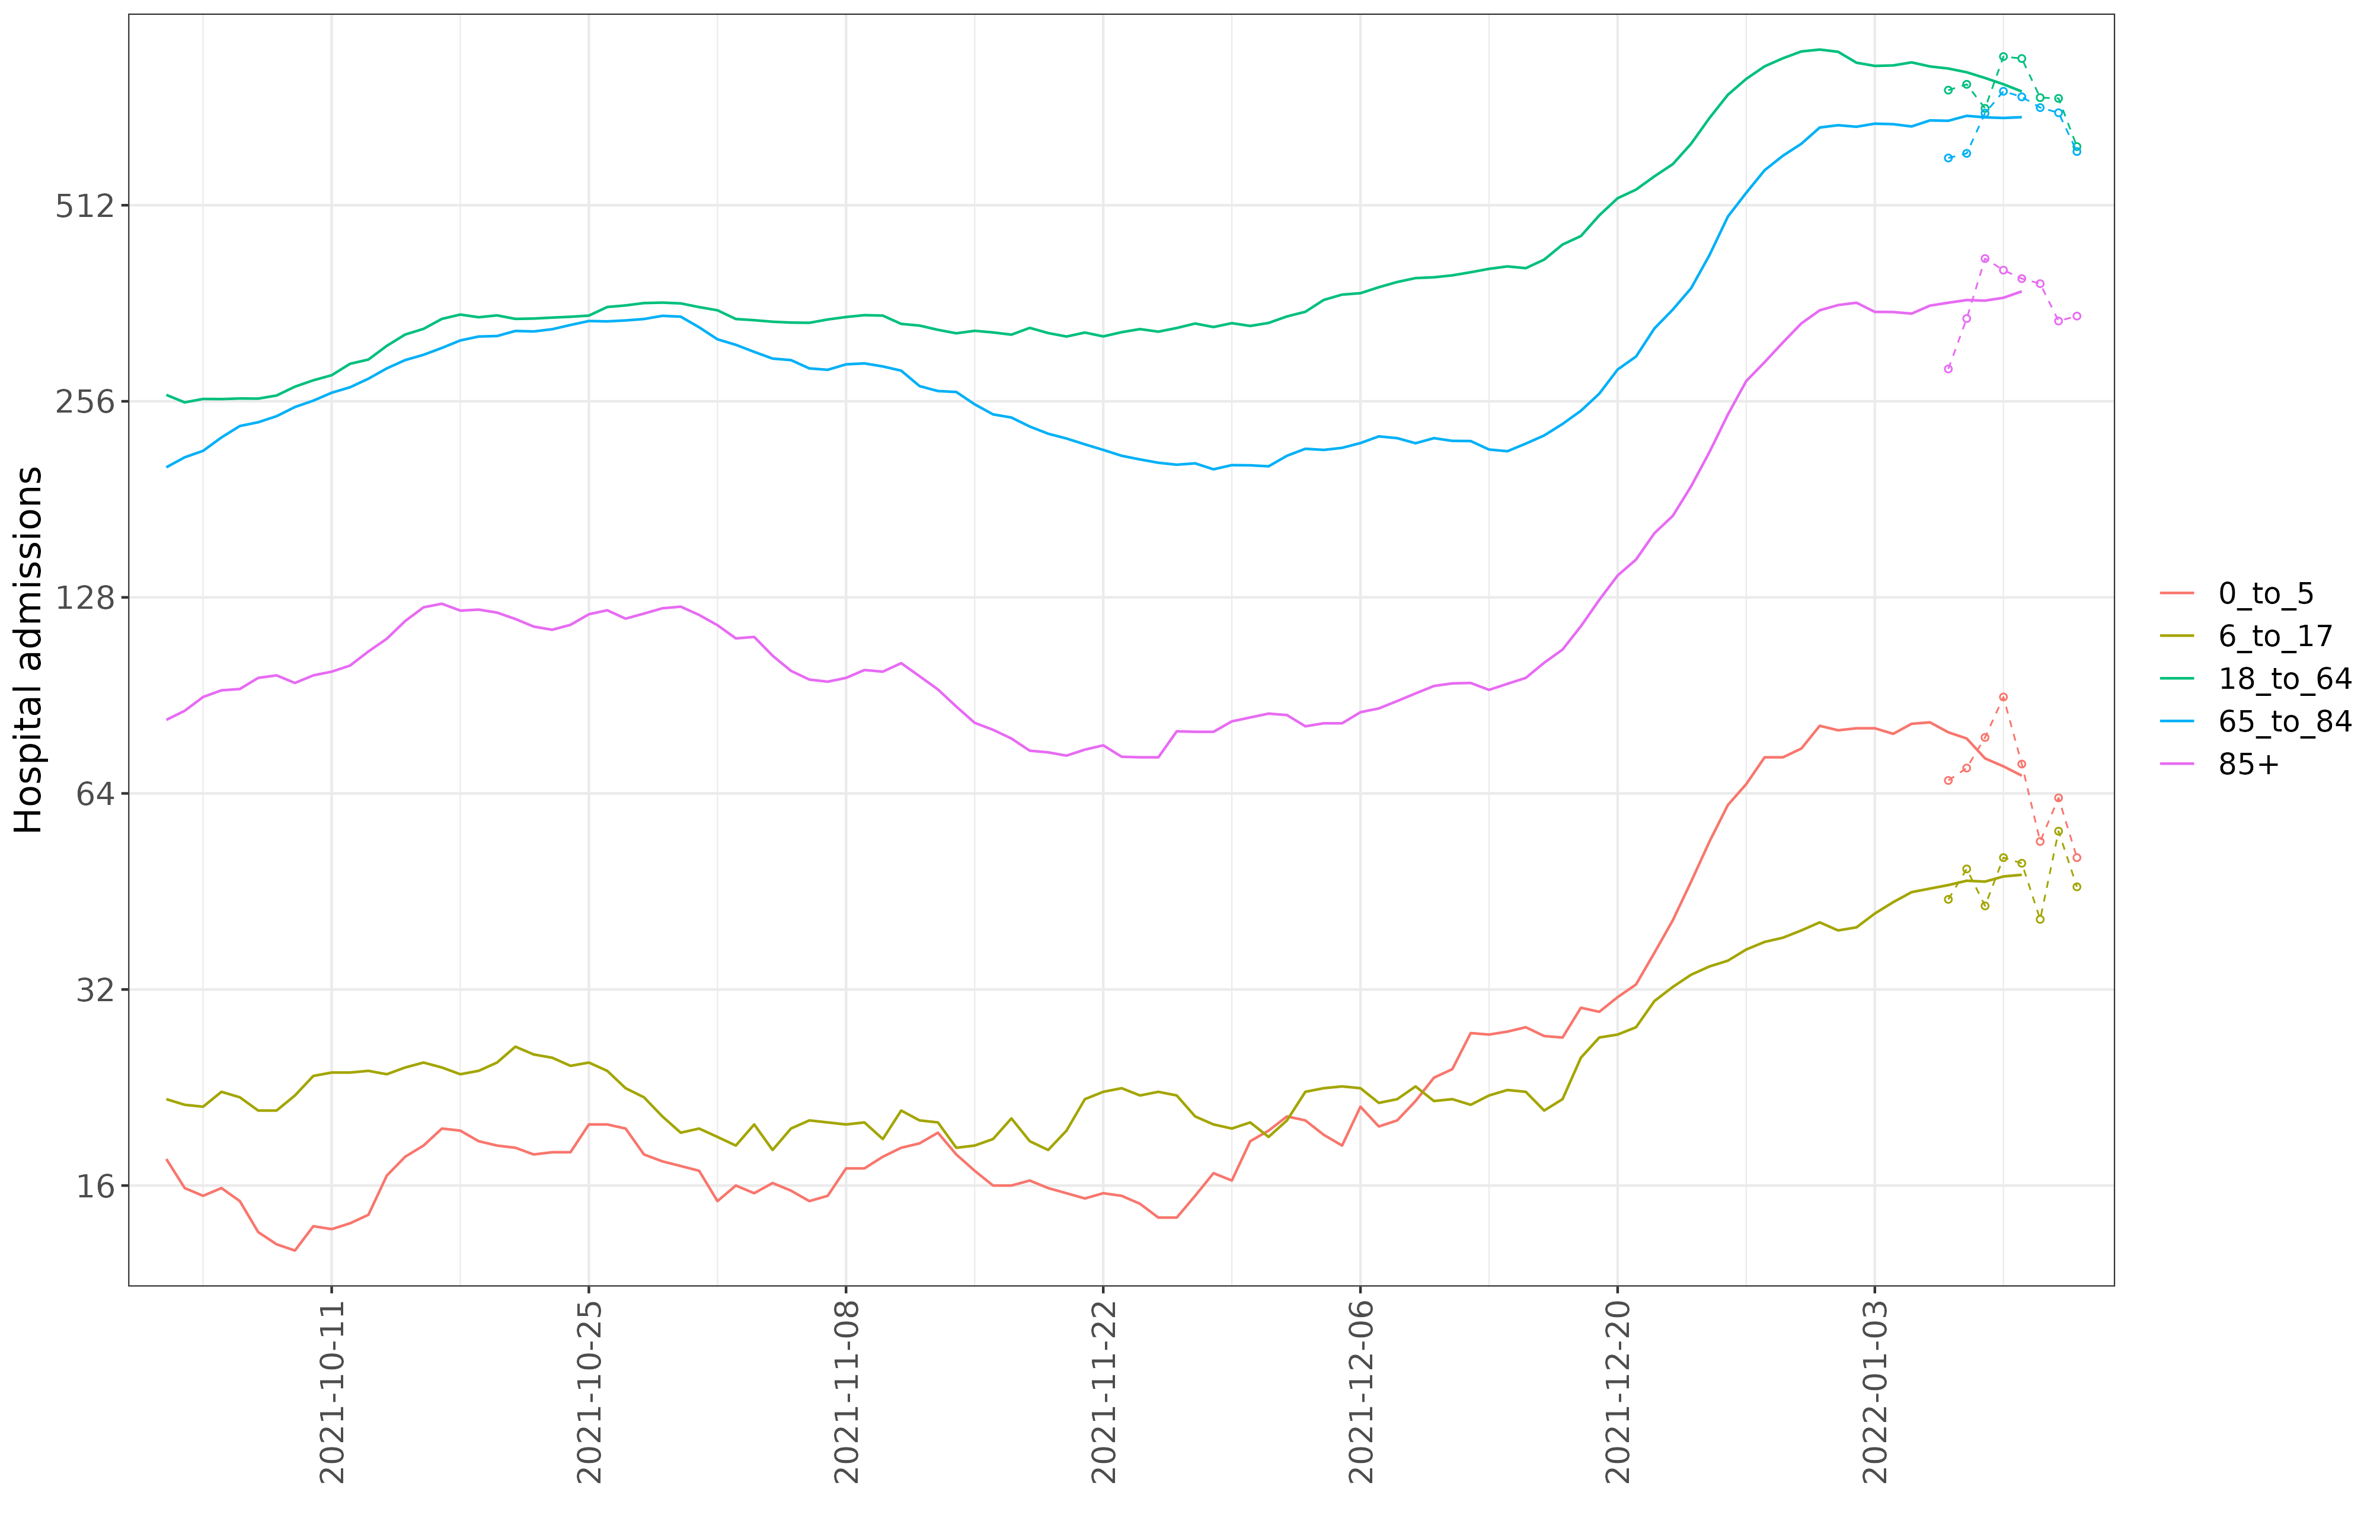 Hospital admissions
512
256
128
64
32
16
2021-10-11
2021-10-25
2021-11-08
2021-11-22
2021-12-06
2021-12-20
2022-01-03
0_to_5
6_to_17
18_to_64
65_to_84
85+